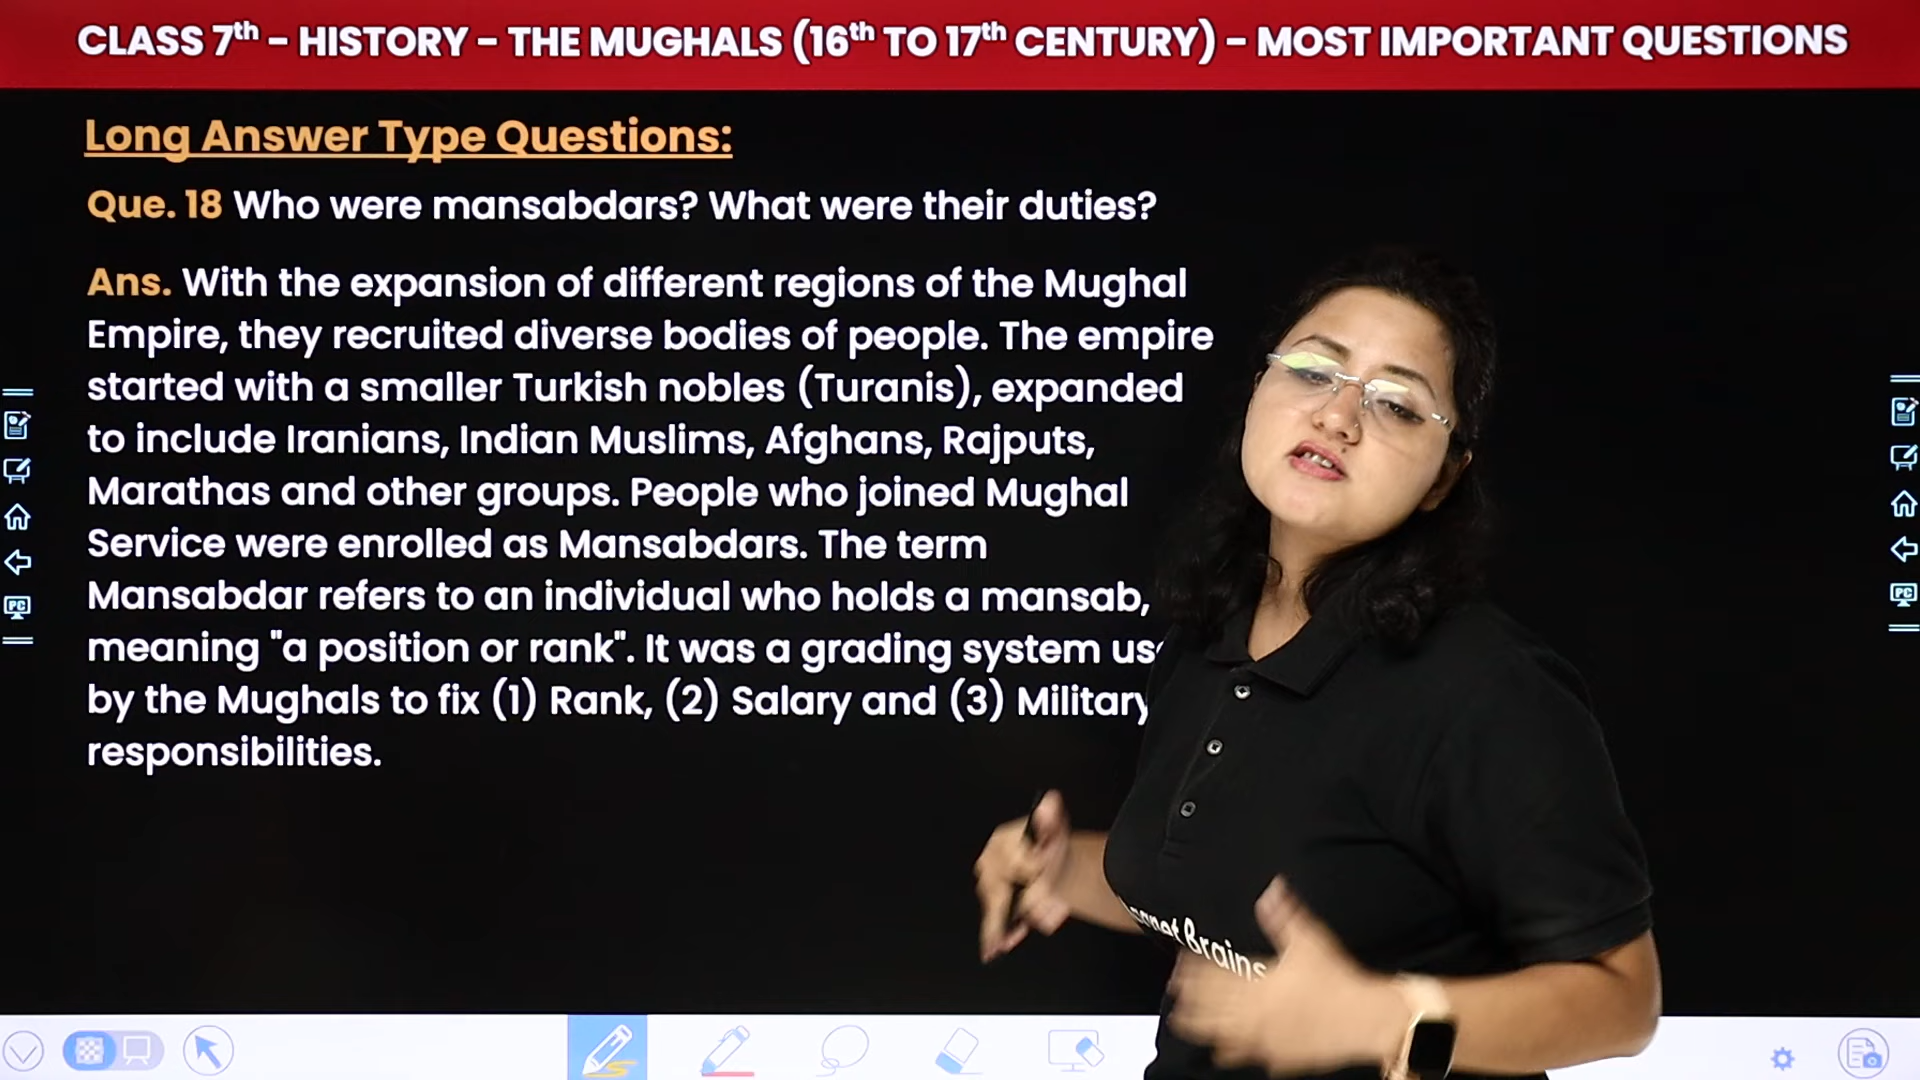 CLASS 7th - HISTORY - THE MUGHALS (16th TO 17th CENTURY) - MOST IMPORTANT QUESTIONS
Long Answer Type Questions:
Que. 18 Who were mansabdars? What were their duties?
Ans. With the expansion of different regions of the Mughal
Empire, they recruited diverse bodies of people. The empire
started with a smaller Turkish nobles (Turanis), expanded
to include Iranians, Indian Muslims, Afghans, Rajputs,
Marathas and other groups. People who joined Mughal
Service were enrolled as Mansabdars. The term
Mansabdar refers to an individual who holds a mansab,
meaning "a position or rank". It was a grading system
by the Mughals to fix (1) Rank, (2) Salary and (3) Military
responsibilities.
Brains
PC
PC